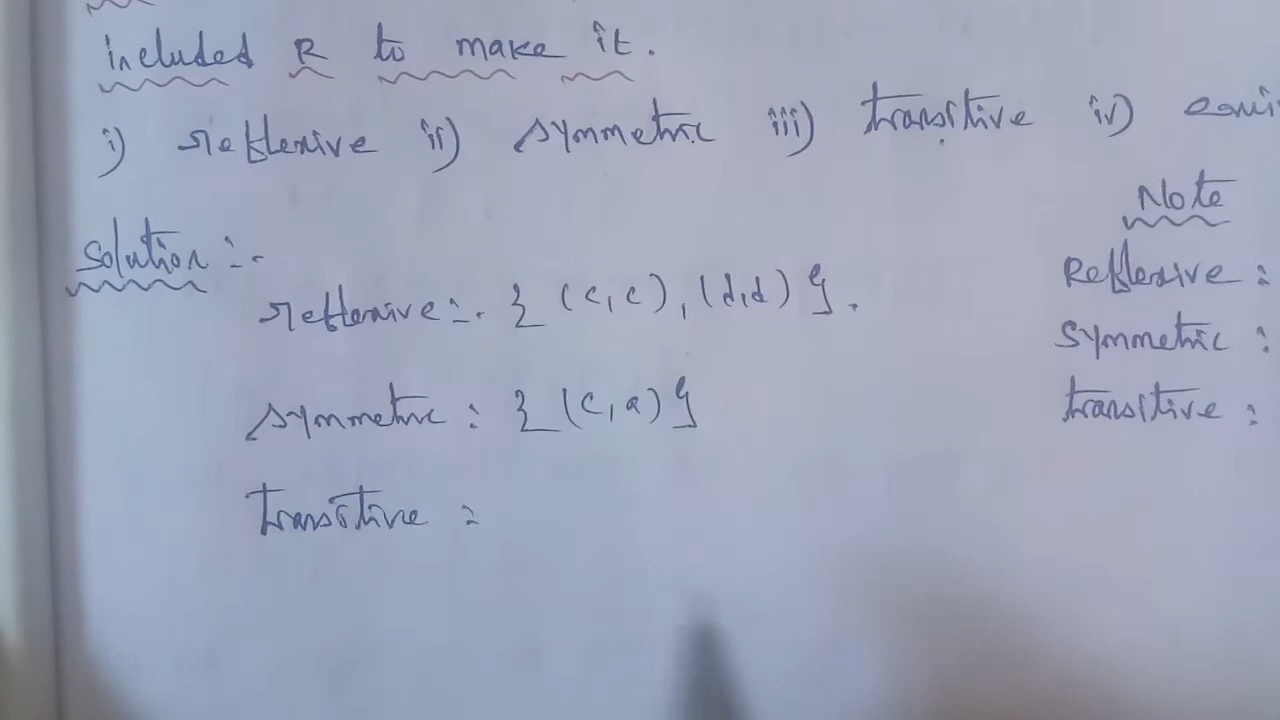 included R to make it.
i) reflexive ii) symmetric iii) transitive iv)
Note
Solution :-
Reflexive :
reflexive :- {(c,c), (d,d)}.
Symmetric :
symmetric : {(c,a)}
transitive :
transitive :